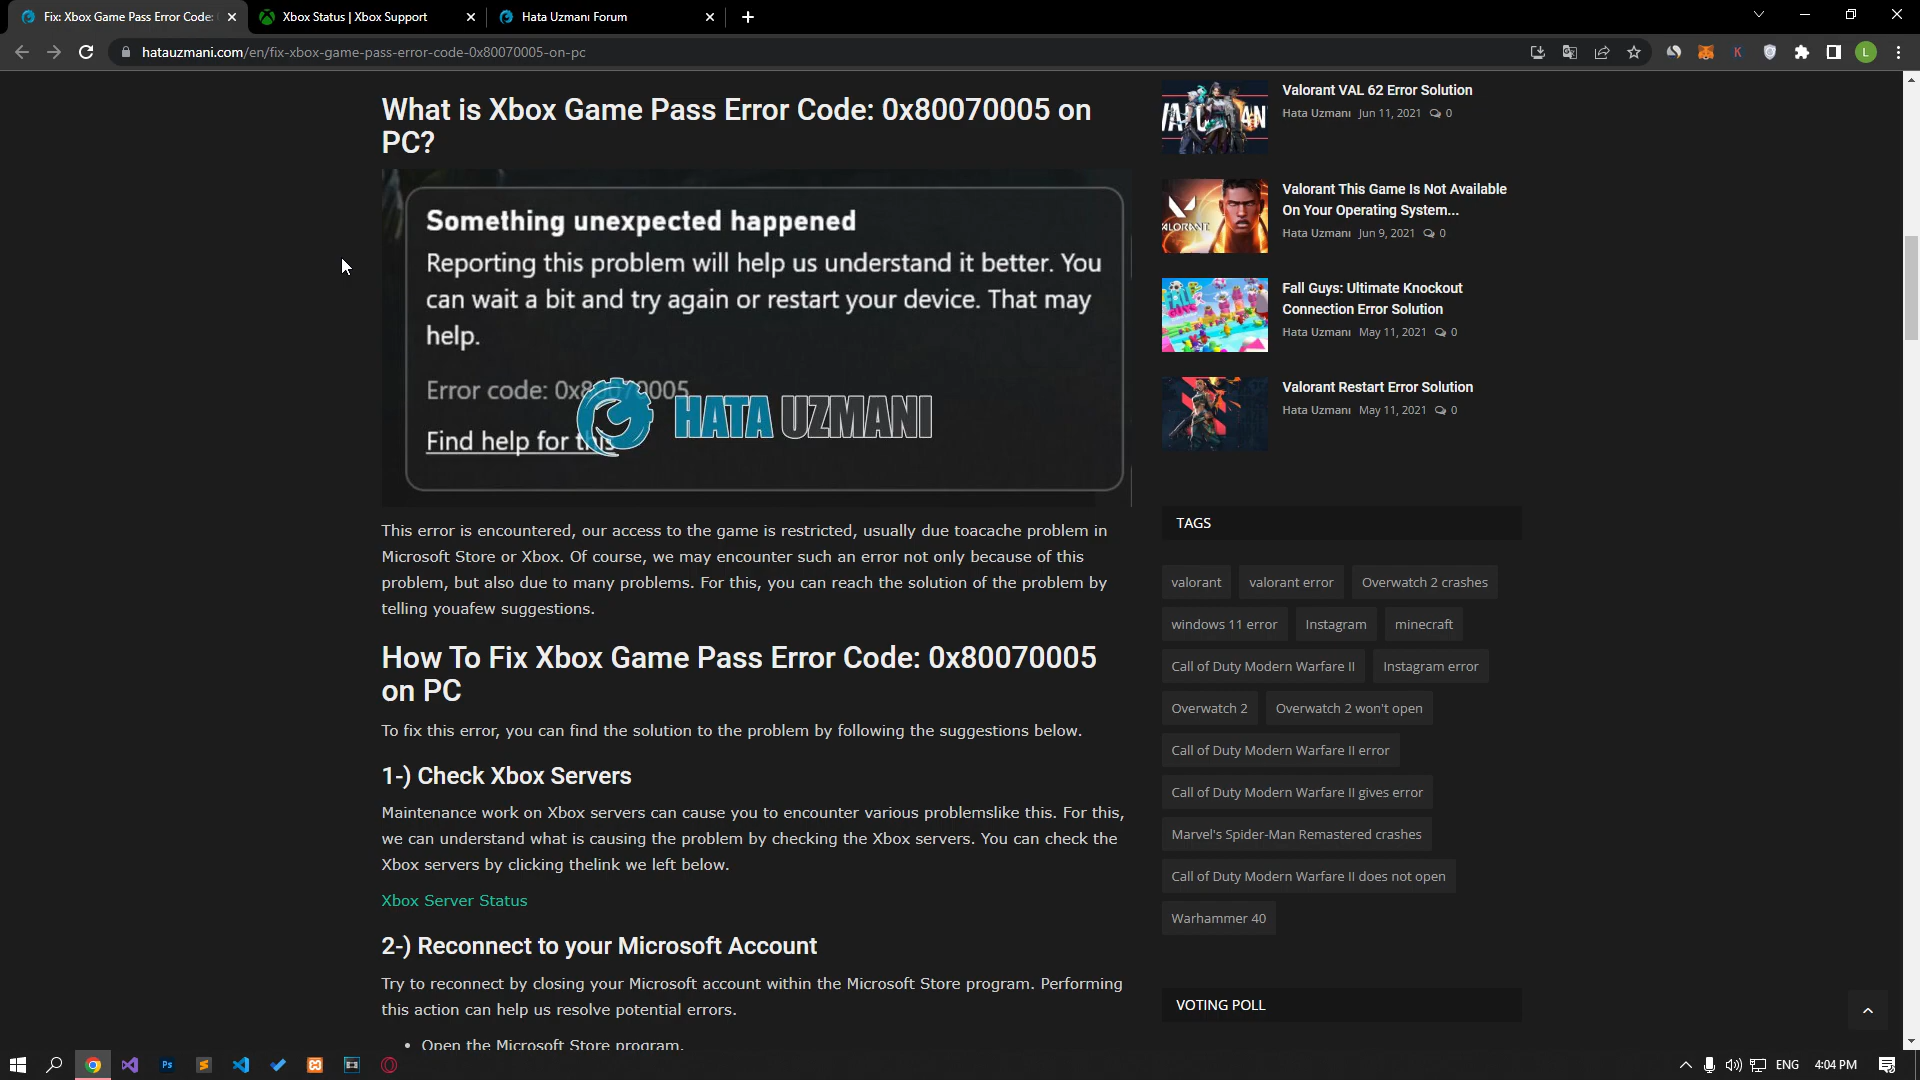 Fix: Xbox Game Pass Error Code:
Xbox Status | Xbox Support
Hata Uzmanı Forum
hatauzmani.com/en/fix-xbox-game-pass-error-code-0x80070005-on-pc
K
L
What is Xbox Game Pass Error Code: 0x80070005 on
PC?
Something unexpected happened
Reporting this problem will help us understand it better. You
can wait a bit and try again or restart your device. That may
help.
Error code: 0x80070005
HATA UZMANI
Find help for this
This error is encountered, our access to the game is restricted, usually due toacache problem in
Microsoft Store or Xbox. Of course, we may encounter such an error not only because of this
problem, but also due to many problems. For this, you can reach the solution of the problem by
telling youafew suggestions.
How To Fix Xbox Game Pass Error Code: 0x80070005
on PC
To fix this error, you can find the solution to the problem by following the suggestions below.
1-) Check Xbox Servers
Maintenance work on Xbox servers can cause you to encounter various problemslike this. For this,
we can understand what is causing the problem by checking the Xbox servers. You can check the
Xbox servers by clicking thelink we left below.
Xbox Server Status
2-) Reconnect to your Microsoft Account
Try to reconnect by closing your Microsoft account within the Microsoft Store program. Performing
this action can help us resolve potential errors.
• Open the Microsoft Store program.
Valorant VAL 62 Error Solution
Hata Uzmanı Jun 11, 2021 0
Valorant This Game Is Not Available
On Your Operating System...
Hata Uzmanı Jun 9, 2021 0
VALORANT
Fall Guys: Ultimate Knockout
Connection Error Solution
Hata Uzmanı May 11, 2021 0
Valorant Restart Error Solution
Hata Uzmanı May 11, 2021 0
TAGS
valorant valorant error Overwatch 2 crashes
windows 11 error Instagram minecraft
Call of Duty Modern Warfare II Instagram error
Overwatch 2 Overwatch 2 won't open
Call of Duty Modern Warfare II error
Call of Duty Modern Warfare II gives error
Marvel's Spider-Man Remastered crashes
Call of Duty Modern Warfare II does not open
Warhammer 40
VOTING POLL
Ps
ENG
4:04 PM